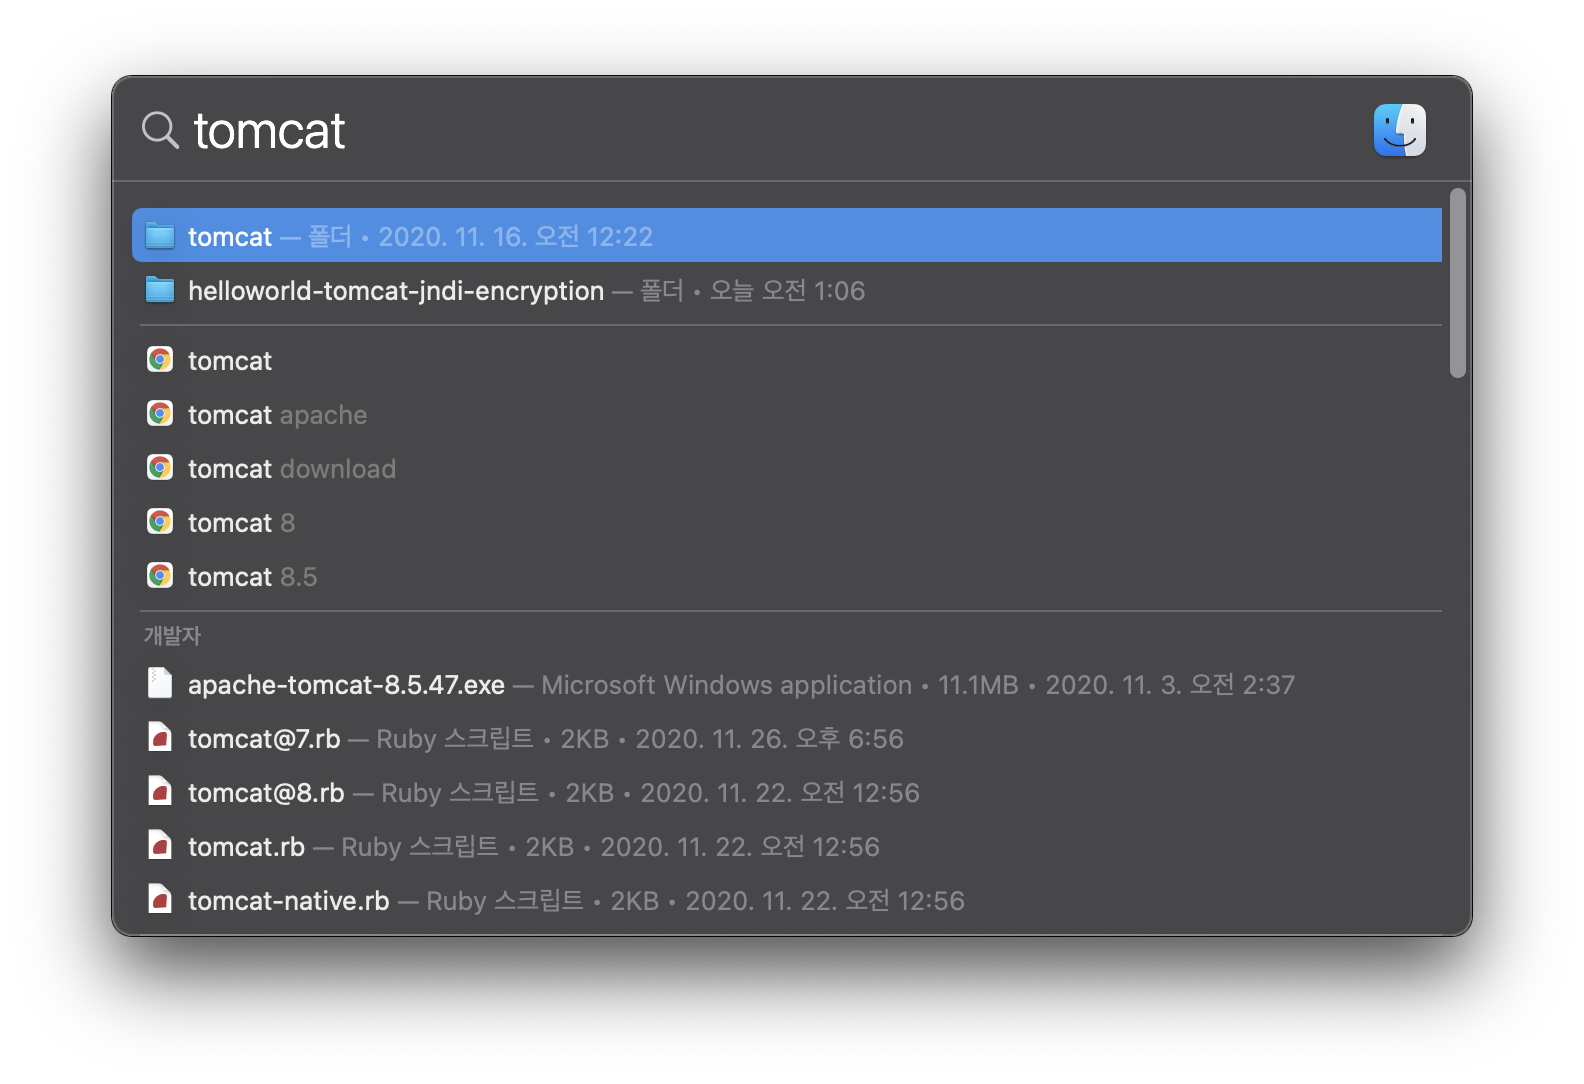 tomcat
tomcat — 폴더 • 2020. 11. 16. 오전 12:22
helloworld-tomcat-jndi-encryption — 폴더 • 오늘 오전 1:06
tomcat
tomcat apache
tomcat download
tomcat 8
tomcat 8.5
개발자
apache-tomcat-8.5.47.exe — Microsoft Windows application • 11.1MB • 2020. 11. 3. 오전 2:37
tomcat@7.rb — Ruby 스크립트 • 2KB • 2020. 11. 26. 오후 6:56
tomcat@8.rb — Ruby 스크립트 • 2KB • 2020. 11. 22. 오전 12:56
tomcat.rb — Ruby 스크립트 • 2KB • 2020. 11. 22. 오전 12:56
tomcat-native.rb — Ruby 스크립트 • 2KB • 2020. 11. 22. 오전 12:56